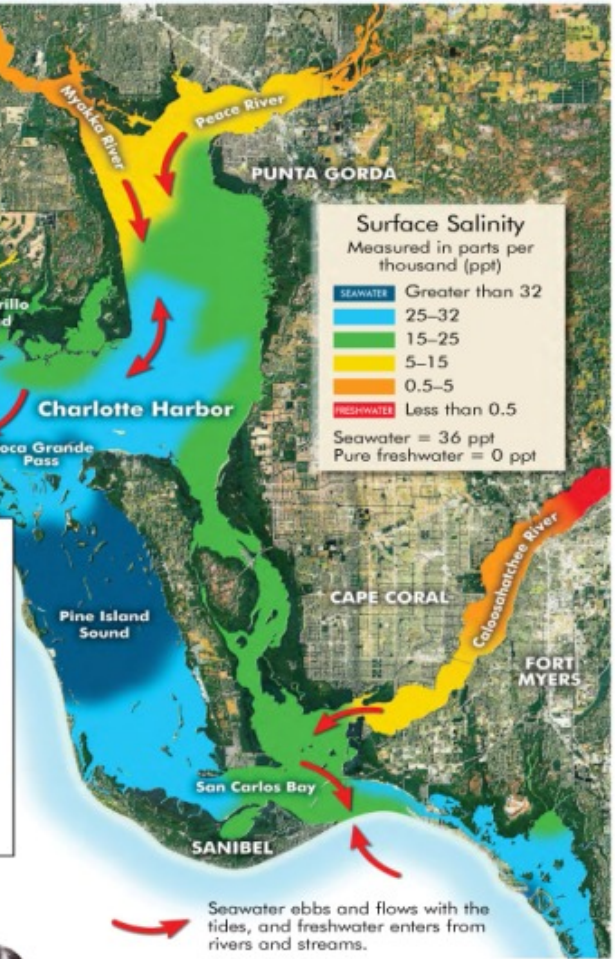 Myakka River
Peace River
PUNTA GORDA
Surface Salinity
Measured in parts per
thousand (ppt)
SEAWATER Greater than 32
25–32
15–25
5–15
0.5–5
FRESHWATER Less than 0.5
Seawater = 36 ppt
Pure freshwater = 0 ppt
rillo
d
Charlotte Harbor
oca Grande
Pass
Pine Island
Sound
CAPE CORAL
Caloosahatchee River
FORT
MYERS
San Carlos Bay
SANIBEL
Seawater ebbs and flows with the
tides, and freshwater enters from
rivers and streams.